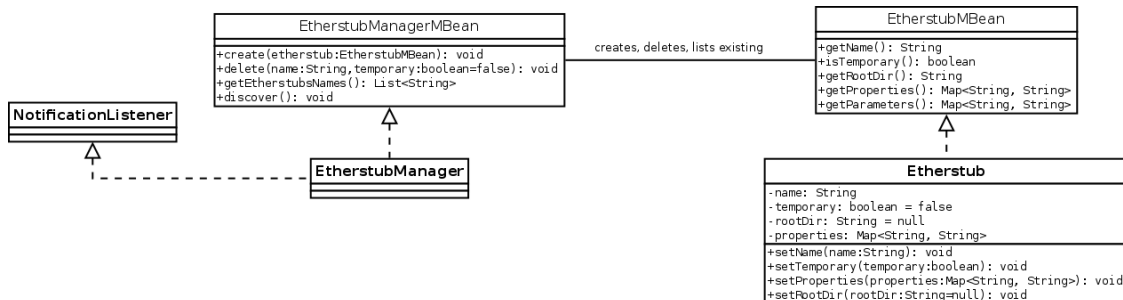 EtherstubManagerMBean
+create(etherstub:EtherstubMBean): void
+delete(name:String,temporary:boolean=false): void
+getEtherstubsNames(): List<String>
+discover(): void
creates, deletes, lists existing
EtherstubMBean
+getName(): String
+isTemporary(): boolean
+getRootDir(): String
+getProperties(): Map<String, String>
+getParameters(): Map<String, String>
NotificationListener
EtherstubManager
Etherstub
-name: String
-temporary: boolean = false
-rootDir: String = null
-properties: Map<String, String>
+setName(name:String): void
+setTemporary(temporary:boolean): void
+setProperties(properties:Map<String, String>): void
+setRootDir(rootDir:String=null): void